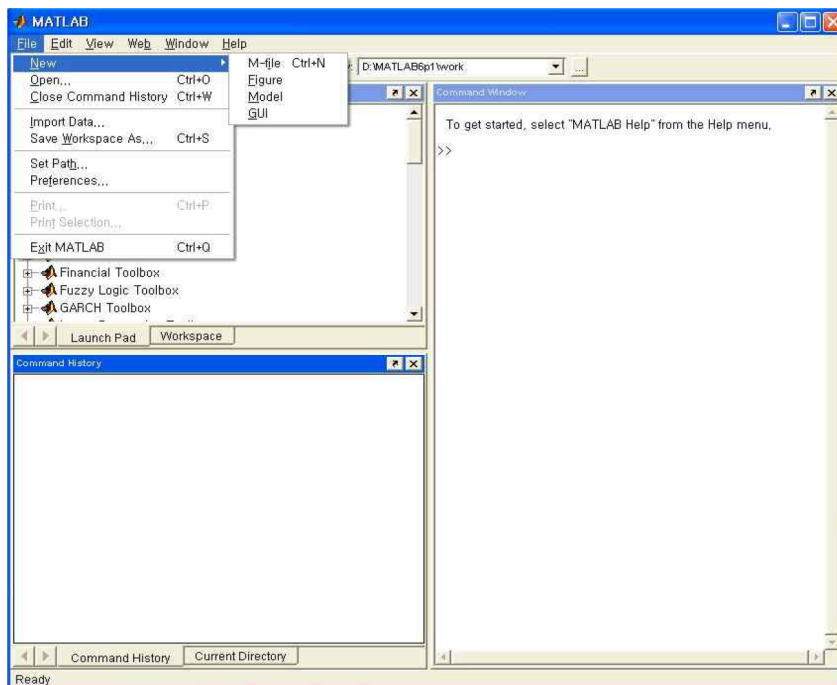 MATLAB
File Edit View Web Window Help
New
Open... Ctrl+O
Close Command History Ctrl+W
Import Data...
Save Workspace As... Ctrl+S
Set Path...
Preferences...
Print... Ctrl+P
Print Selection...
Exit MATLAB Ctrl+Q
M-file Ctrl+N
Figure
Model
GUI
D:\MATLAB6p1\work
...
Financial Toolbox
Fuzzy Logic Toolbox
GARCH Toolbox
Launch Pad Workspace
Command History
Command History Current Directory
Command Window
To get started, select "MATLAB Help" from the Help menu.
>>
Ready